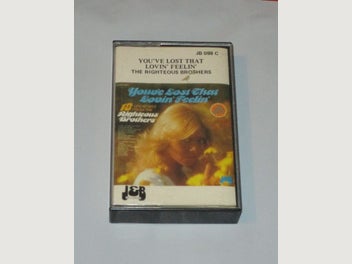 JB 099 C
YOU'VE LOST THAT
LOVIN' FEELIN'
THE RIGHTEOUS BROTHERS
You've Lost That
Lovin' Feelin'
Righteous
Brothers
J&B